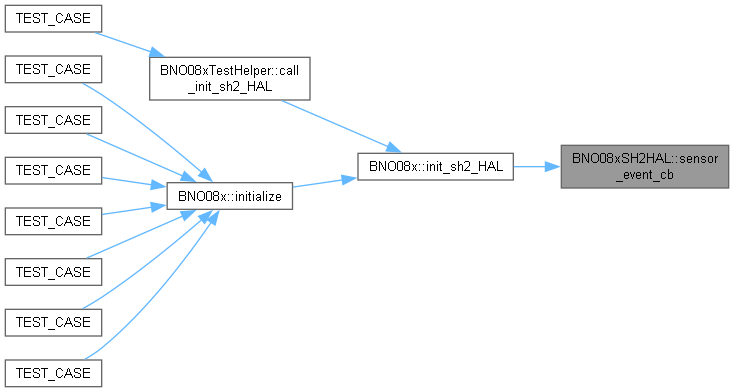 TEST_CASE
BNO08xTestHelper::call
_init_sh2_HAL
TEST_CASE
TEST_CASE
BNO08xSH2HAL::sensor
_event_cb
BNO08x::init_sh2_HAL
TEST_CASE
BNO08x::initialize
TEST_CASE
TEST_CASE
TEST_CASE
TEST_CASE